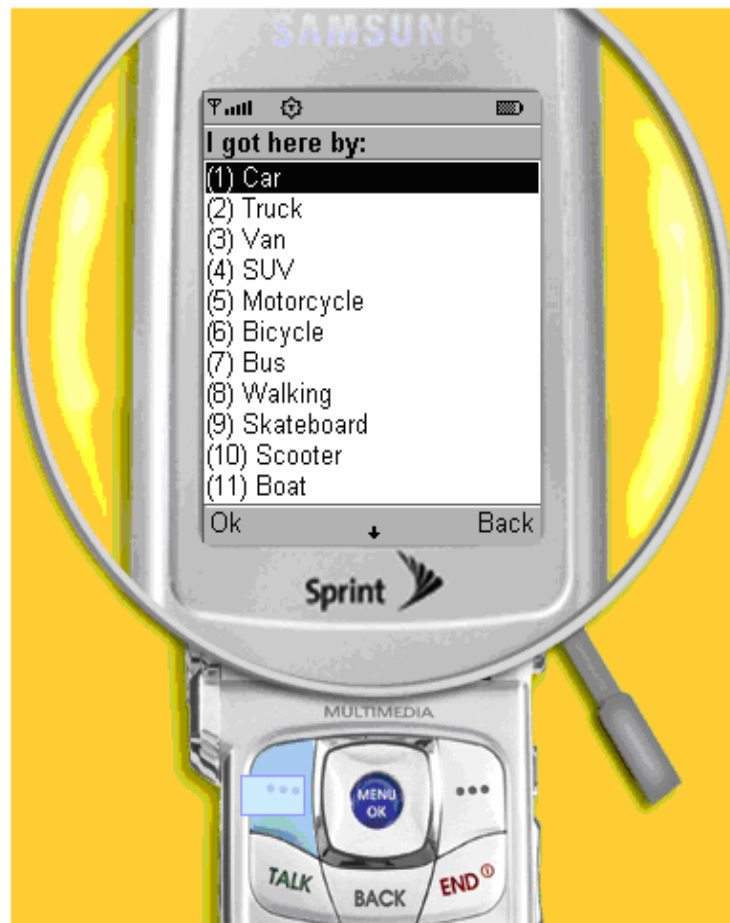 SAMSUNG
I got here by:
(1) Car
(2) Truck
(3) Van
(4) SUV
(5) Motorcycle
(6) Bicycle
(7) Bus
(8) Walking
(9) Skateboard
(10) Scooter
(11) Boat
Ok Back
Sprint
MULTIMEDIA
MENU
OK
TALK BACK END